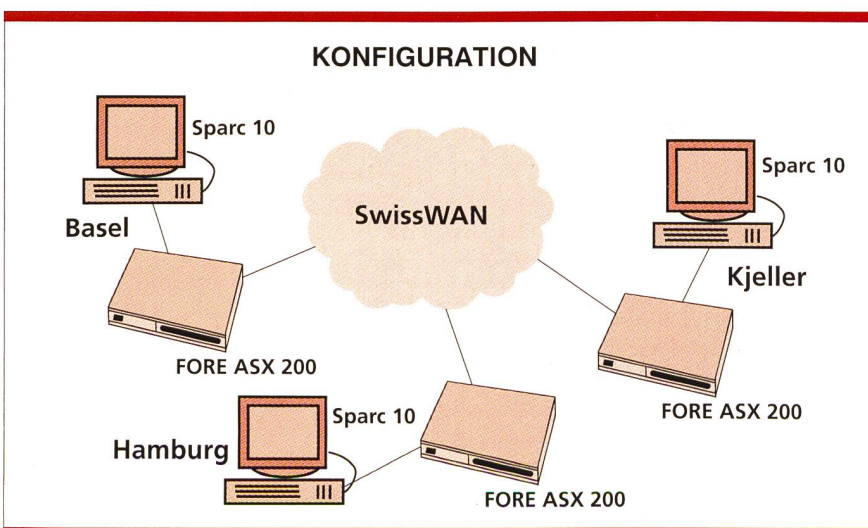 KONFIGURATION
Sparc 10
Basel
FORE ASX 200
SwissWAN
Sparc 10
Kjeller
FORE ASX 200
Sparc 10
Hamburg
FORE ASX 200